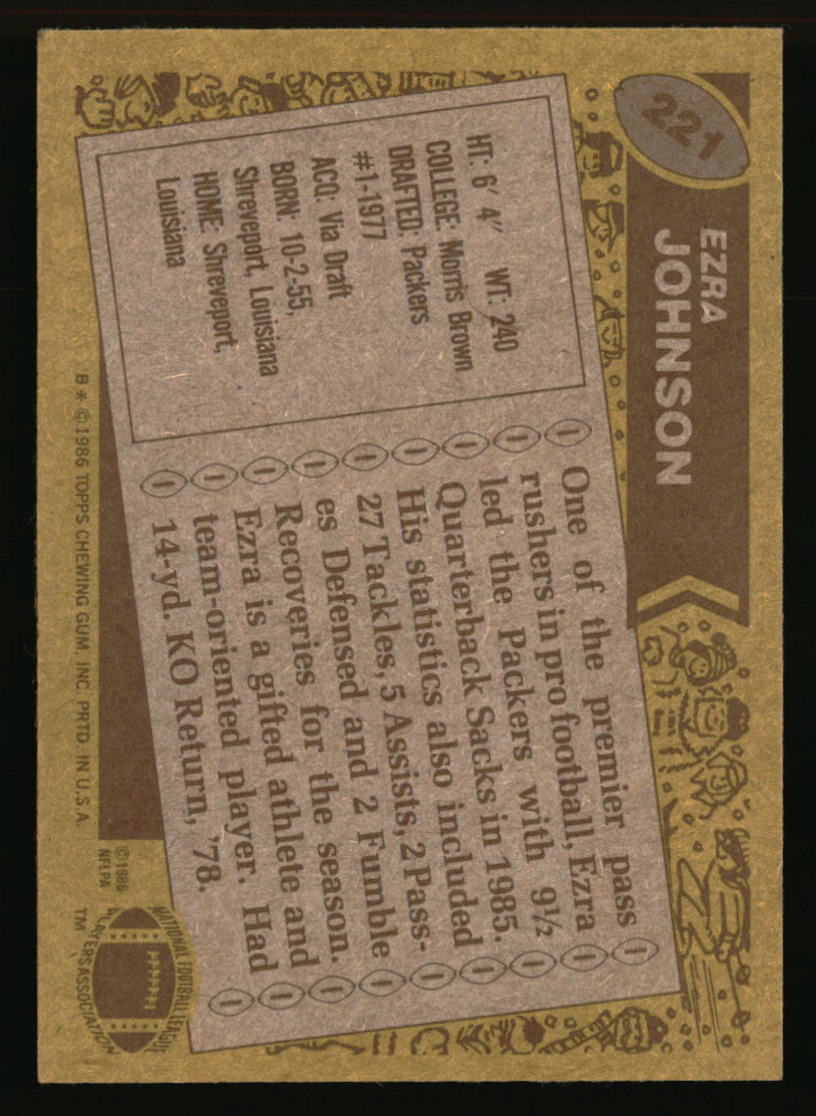 221
EZRA
JOHNSON
HT: 6' 4" WT: 240
COLLEGE: Morris Brown
DRAFTED: Packers
#1-1977
ACQ: Via Draft
BORN: 10-2-55,
Shreveport, Louisiana
HOME: Shreveport,
Louisiana
One of the premier pass
rushers in pro football, Ezra
led the Packers with 9½
Quarterback Sacks in 1985.
His statistics also included
27 Tackles, 5 Assists, 2 Pass-
es Defensed and 2 Fumble
Recoveries for the season.
Ezra is a gifted athlete and
team-oriented player. Had
14-yd. KO Return, '78.
B* © 1986 TOPPS CHEWING GUM, INC. PRTD. IN U.S.A.
© 1986
NFLPA
NATIONAL FOOTBALL LEAGUE
PLAYERS ASSOCIATION
TM